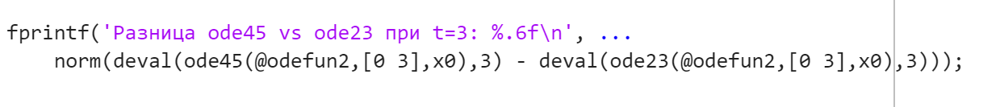 fprintf('Разница ode45 vs ode23 при t=3: %.6f\n', ...
norm(deval(ode45(@odefun2,[0 3],x0),3) - deval(ode23(@odefun2,[0 3],x0),3)));